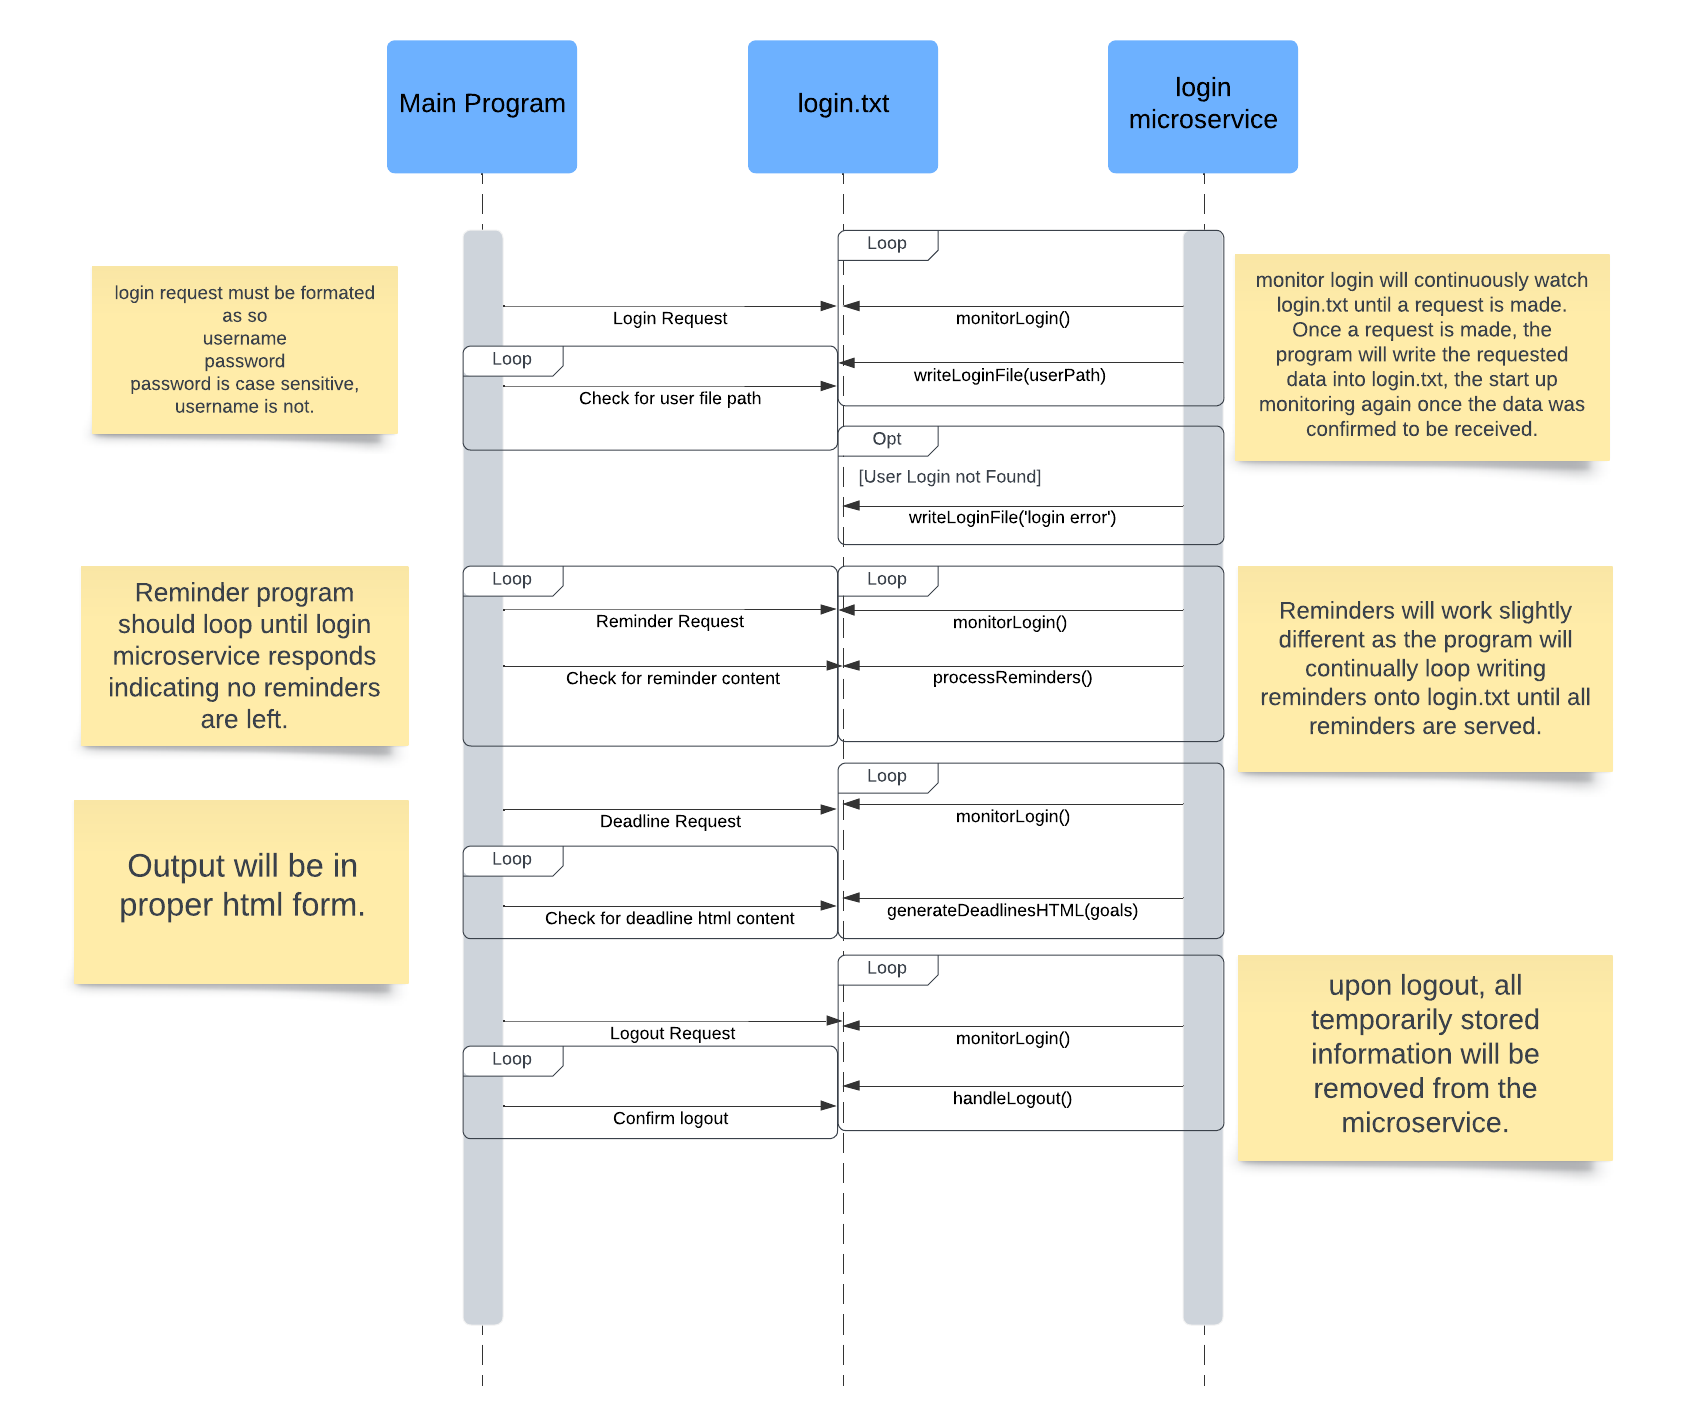 Main Program
login.txt
login
microservice
Loop
login request must be formated
as so
username
password
password is case sensitive,
username is not.
monitor login will continuously watch
login.txt until a request is made.
Once a request is made, the
program will write the requested
data into login.txt, the start up
monitoring again once the data was
confirmed to be received.
Login Request
monitorLogin()
Loop
writeLoginFile(userPath)
Check for user file path
Opt
[User Login not Found]
writeLoginFile('login error')
Reminder program
should loop until login
microservice responds
indicating no reminders
are left.
Loop
Loop
Reminder Request
monitorLogin()
Check for reminder content
processReminders()
Reminders will work slightly
different as the program will
continually loop writing
reminders onto login.txt until all
reminders are served.
Loop
monitorLogin()
Deadline Request
Output will be in
proper html form.
Loop
generateDeadlinesHTML(goals)
Check for deadline html content
Loop
Logout Request
monitorLogin()
Loop
handleLogout()
Confirm logout
upon logout, all
temporarily stored
information will be
removed from the
microservice.